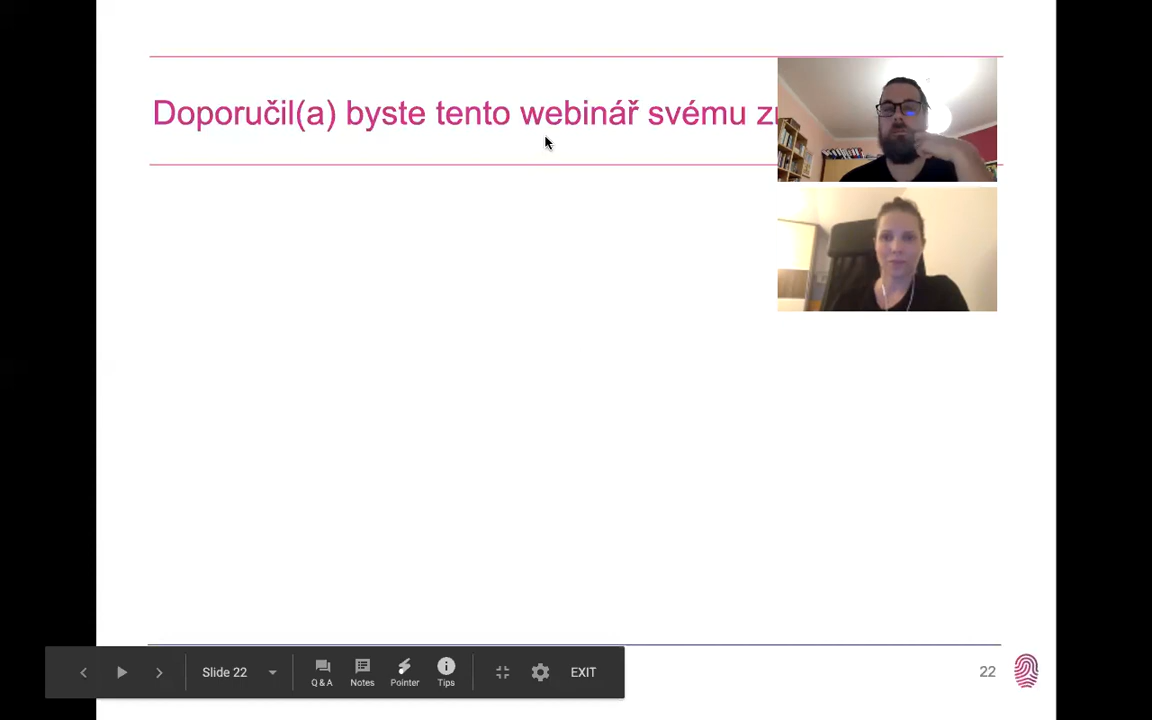 Doporučil(a) byste tento webinář svému
Slide 22
Q & A
Notes
Pointer
Tips
EXIT
22